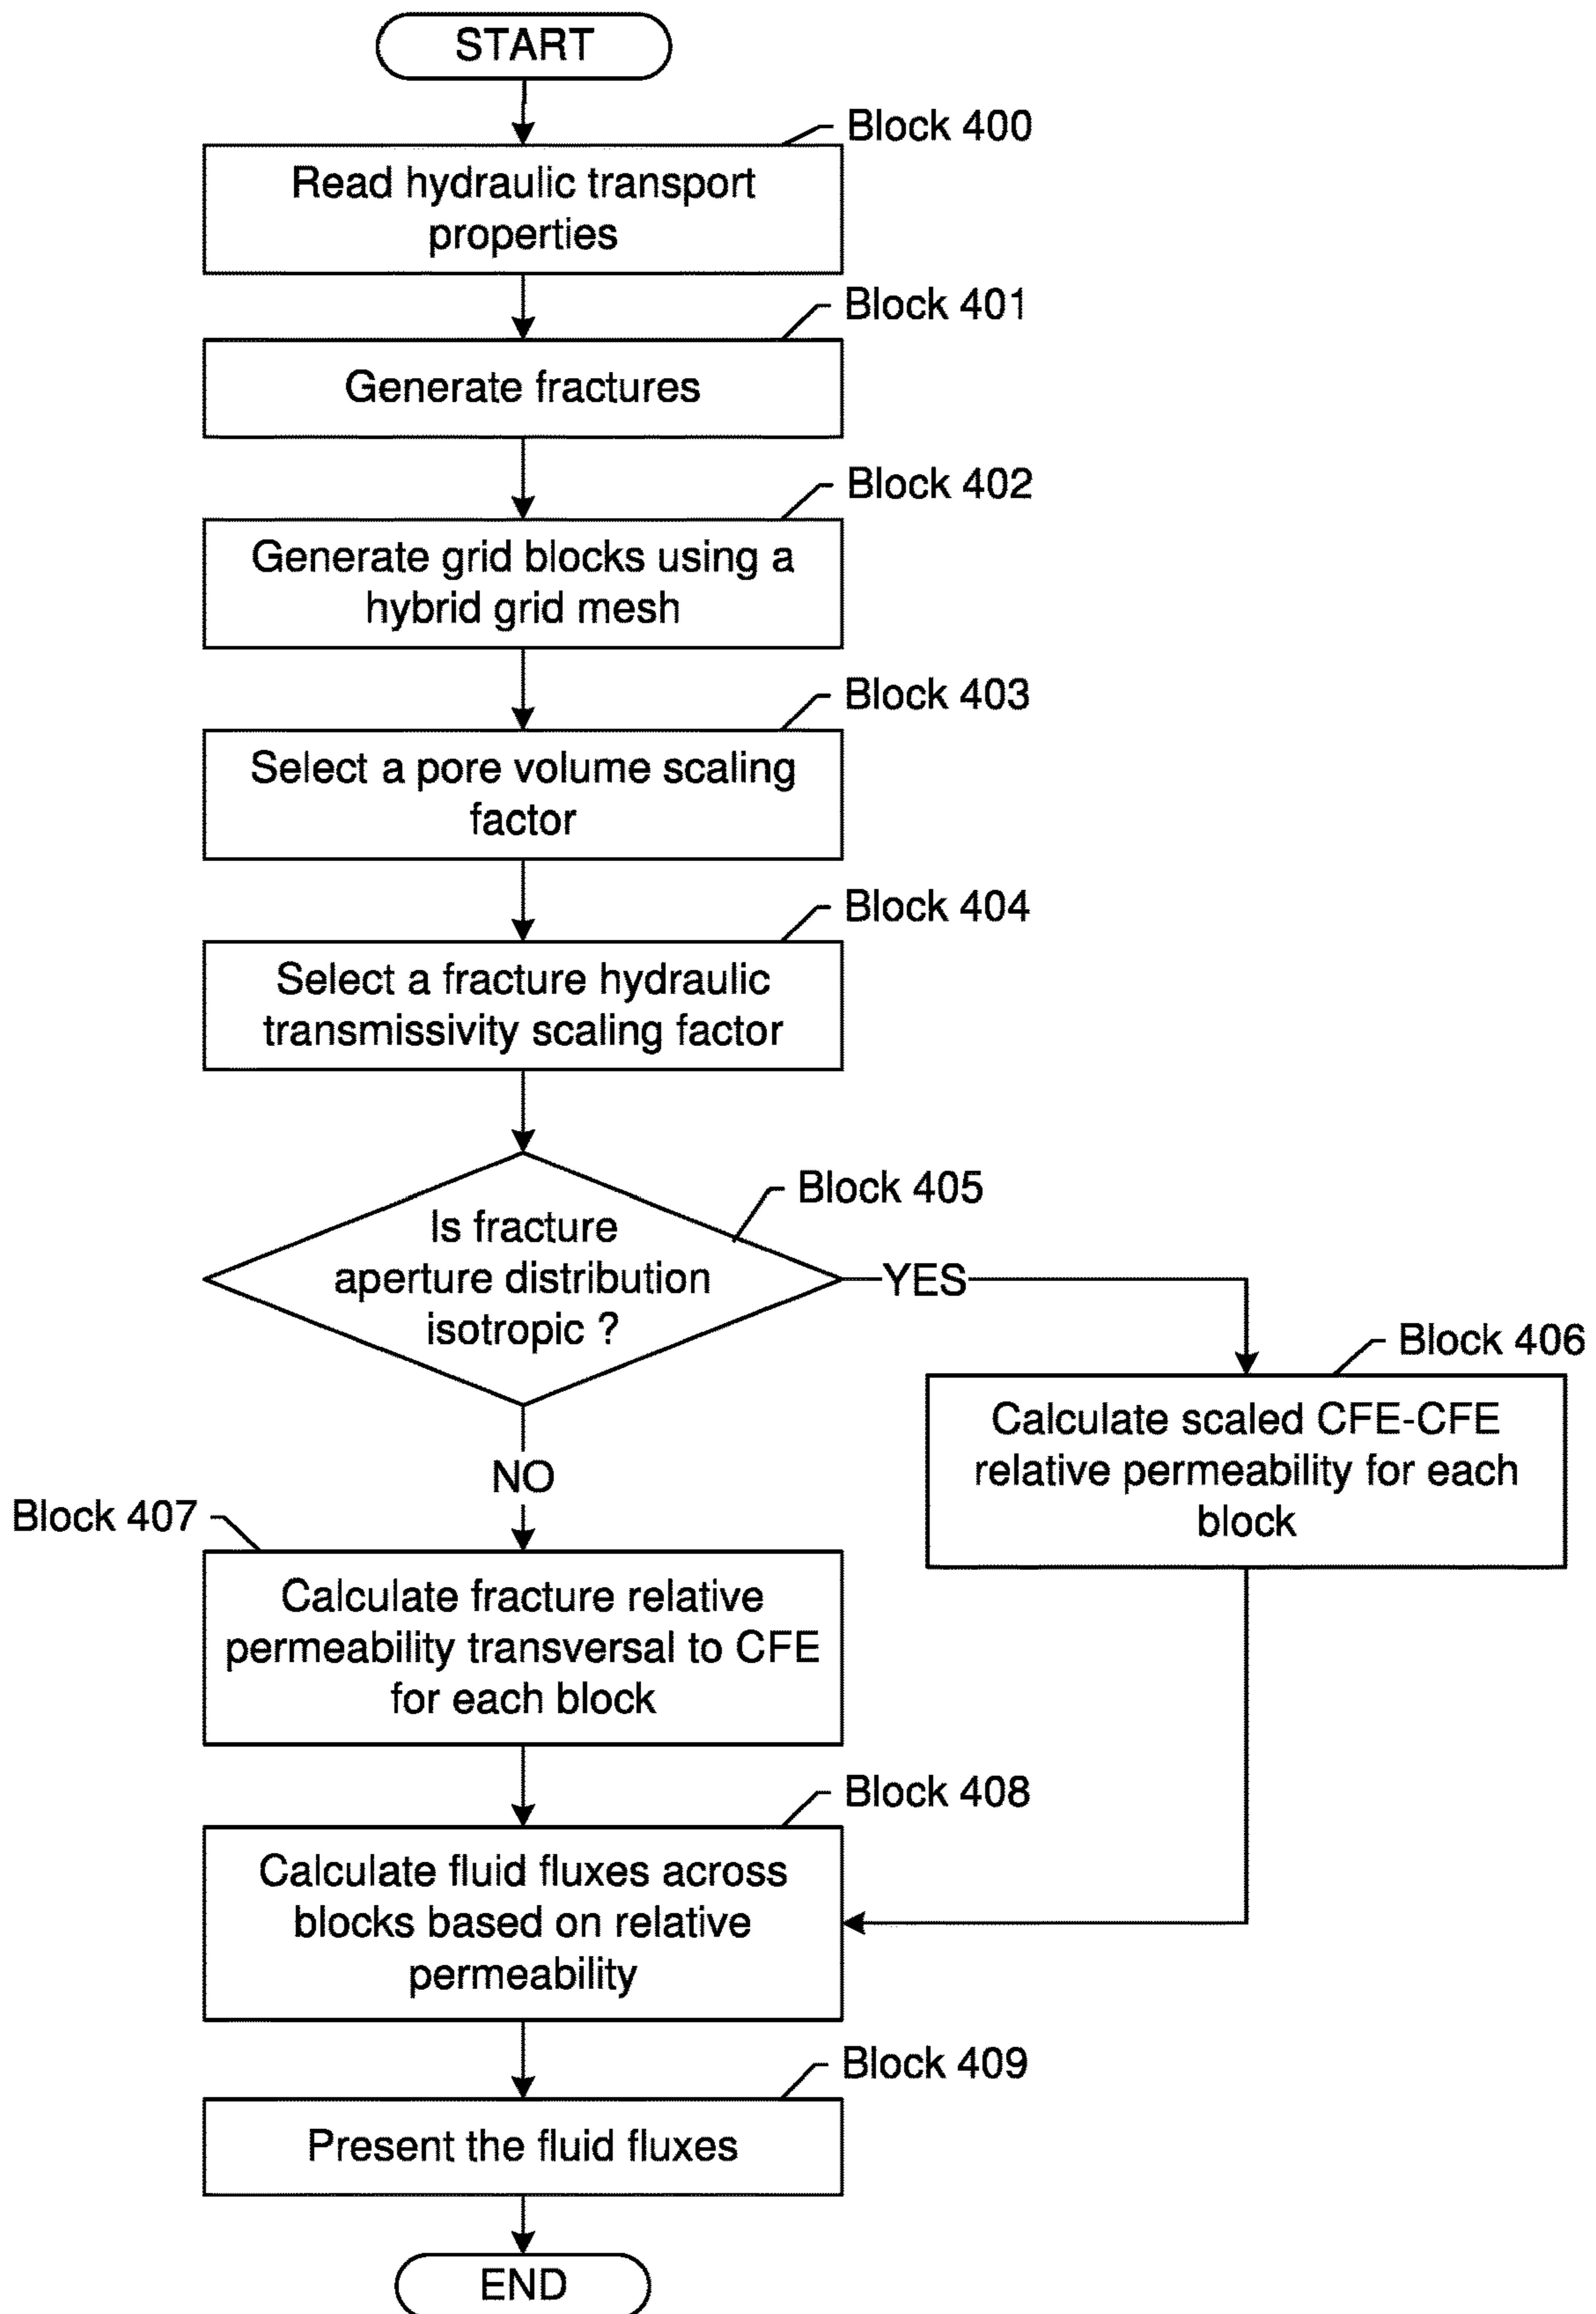 START
Block 400
Read hydraulic transport
properties
Block 401
Generate fractures
Block 402
Generate grid blocks using a
hybrid grid mesh
Block 403
Select a pore volume scaling
factor
Block 404
Select a fracture hydraulic
transmissivity scaling factor
Block 405
Is fracture
aperture distribution
isotropic ?
YES
Block 406
Calculate scaled CFE-CFE
relative permeability for each
block
NO
Block 407
Calculate fracture relative
permeability transversal to CFE
for each block
Block 408
Calculate fluid fluxes across
blocks based on relative
permeability
Block 409
Present the fluid fluxes
END